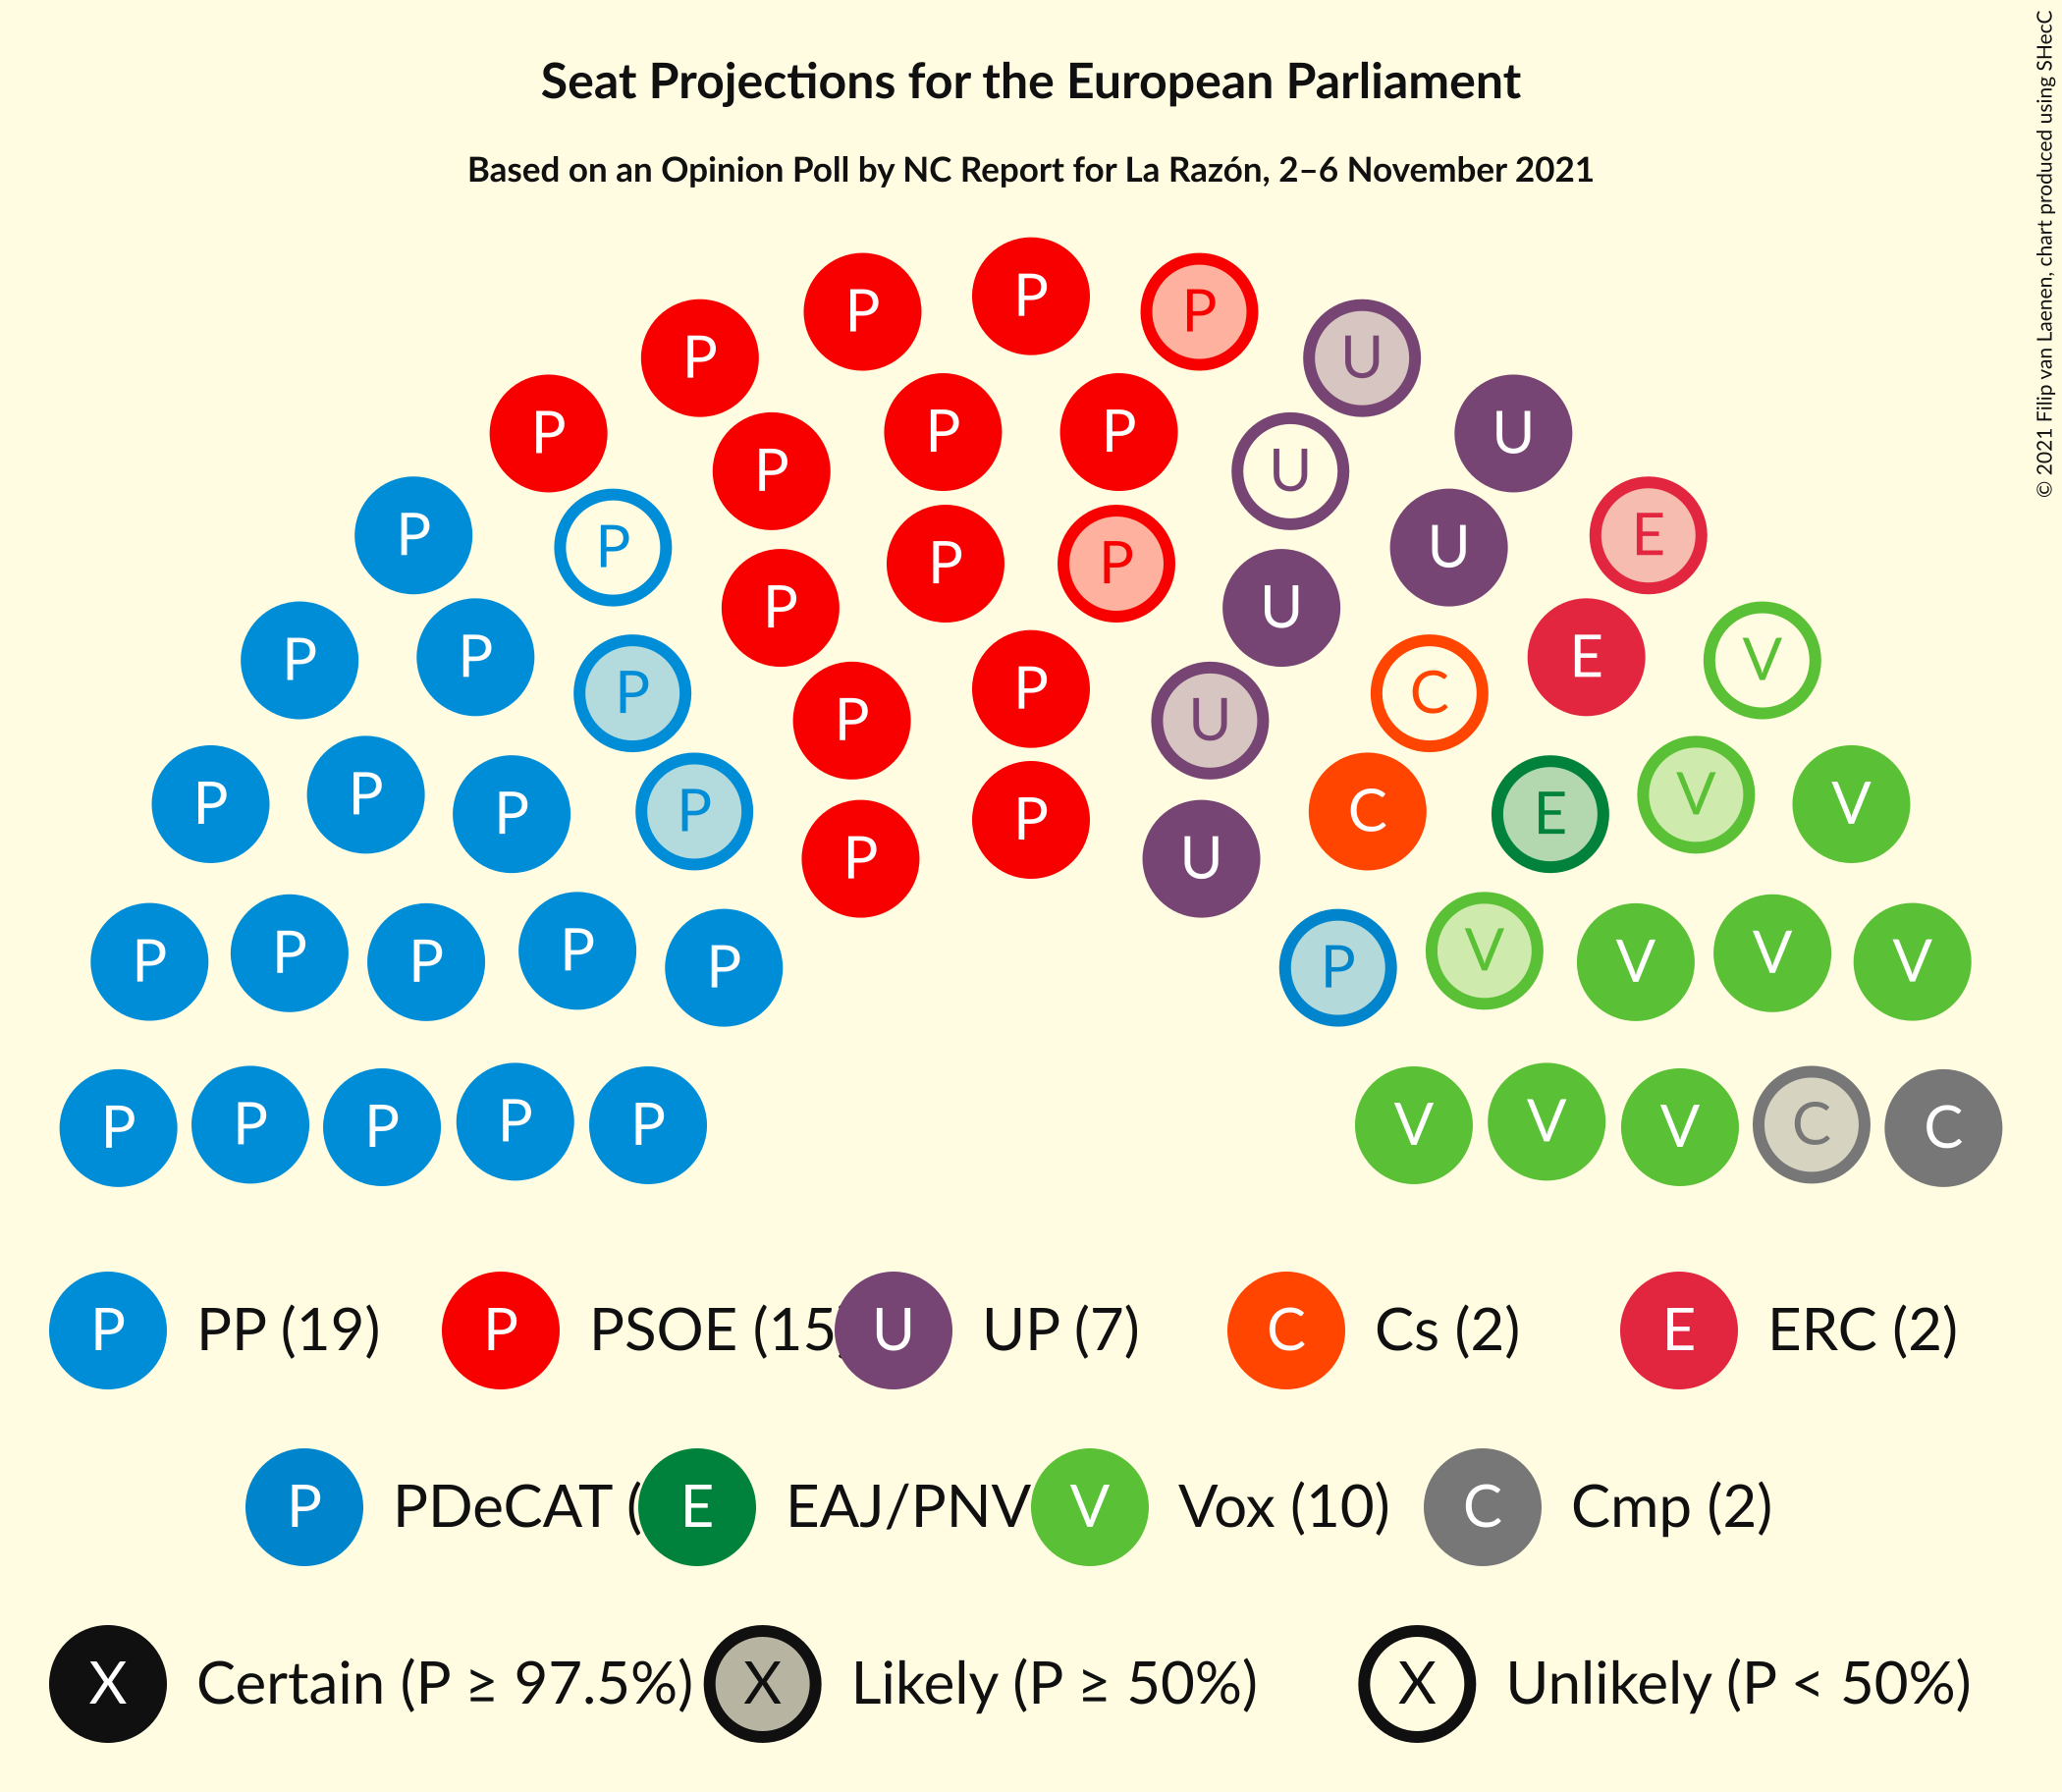 Seat Projections for the European Parliament
Based on an Opinion Poll by NC Report for La Razón, 2–6 November 2021
© 2021 Filip van Laenen, chart produced using SHecC
P
P P
P U
P P
P U
U
P P
P U
P E
P P
P P U
P U
P P
P C E V
P U
P P P P C E V V
P U
P P P P P P V V V V
P P P P P V V V C C
P PP (19) P PSOE (15 U UP (7) C Cs (2) E ERC (2)
P PDeCAT ( E EAJ/PNV V Vox (10) C Cmp (2)
X Certain (P ≥ 97.5%) X Likely (P ≥ 50%) X Unlikely (P < 50%)